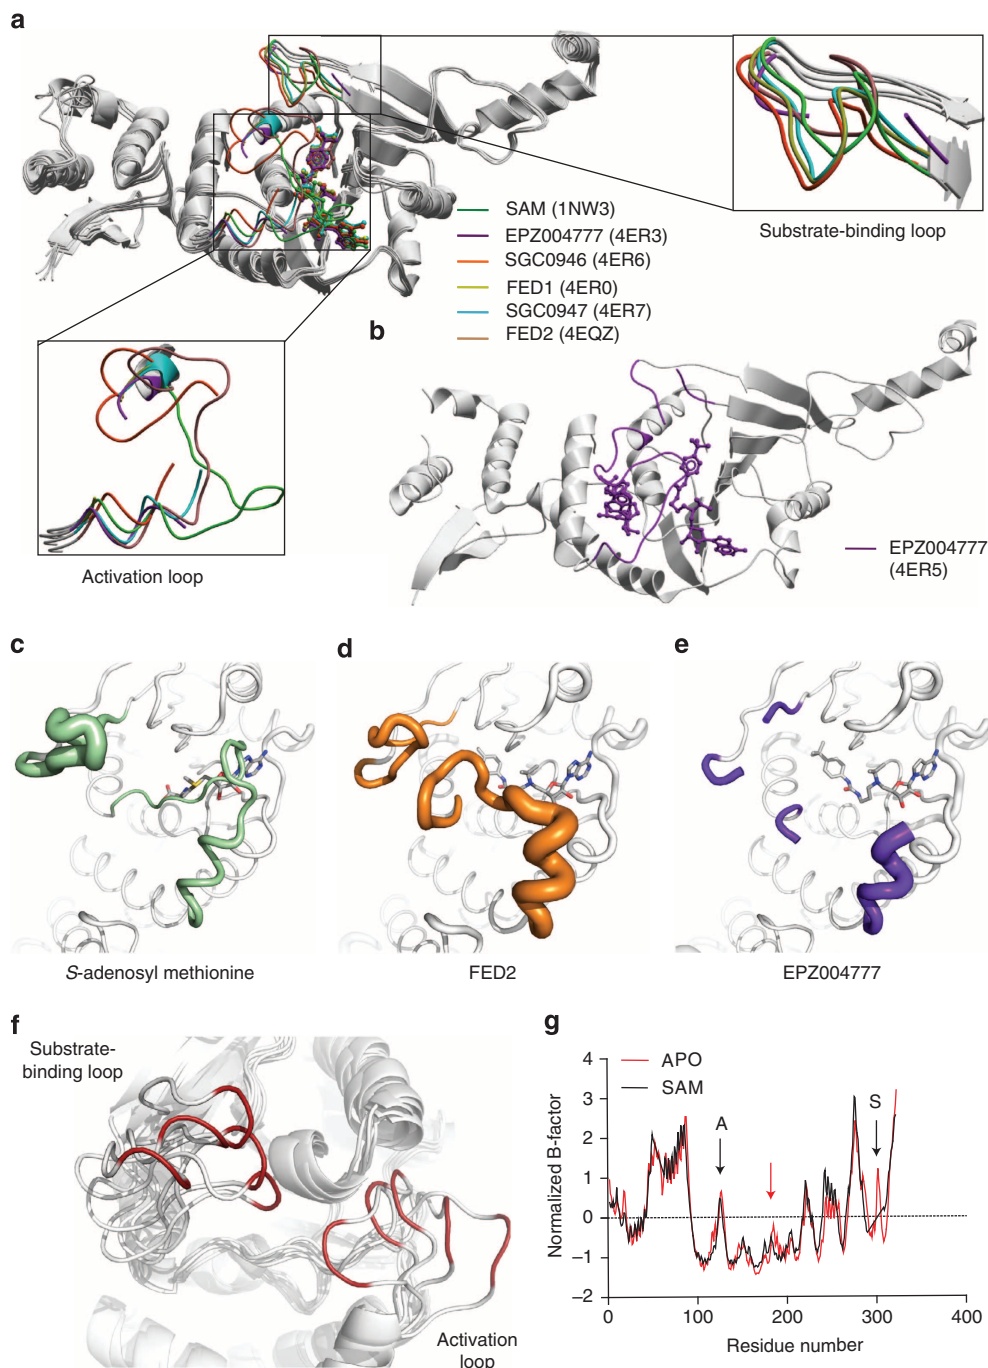 a
SAM (1NW3)
EPZ004777 (4ER3)
SGC0946 (4ER6)
FED1 (4ER0)
SGC0947 (4ER7)
FED2 (4EQZ)
Substrate-binding loop
Activation loop
b
EPZ004777
(4ER5)
c
S-adenosyl methionine
d
FED2
e
EPZ004777
f
Substrate-
binding loop
Activation
loop
g
APO
SAM
A
S
Normalized B-factor
4
3
2
1
0
–1
–2
0
100
200
300
400
Residue number